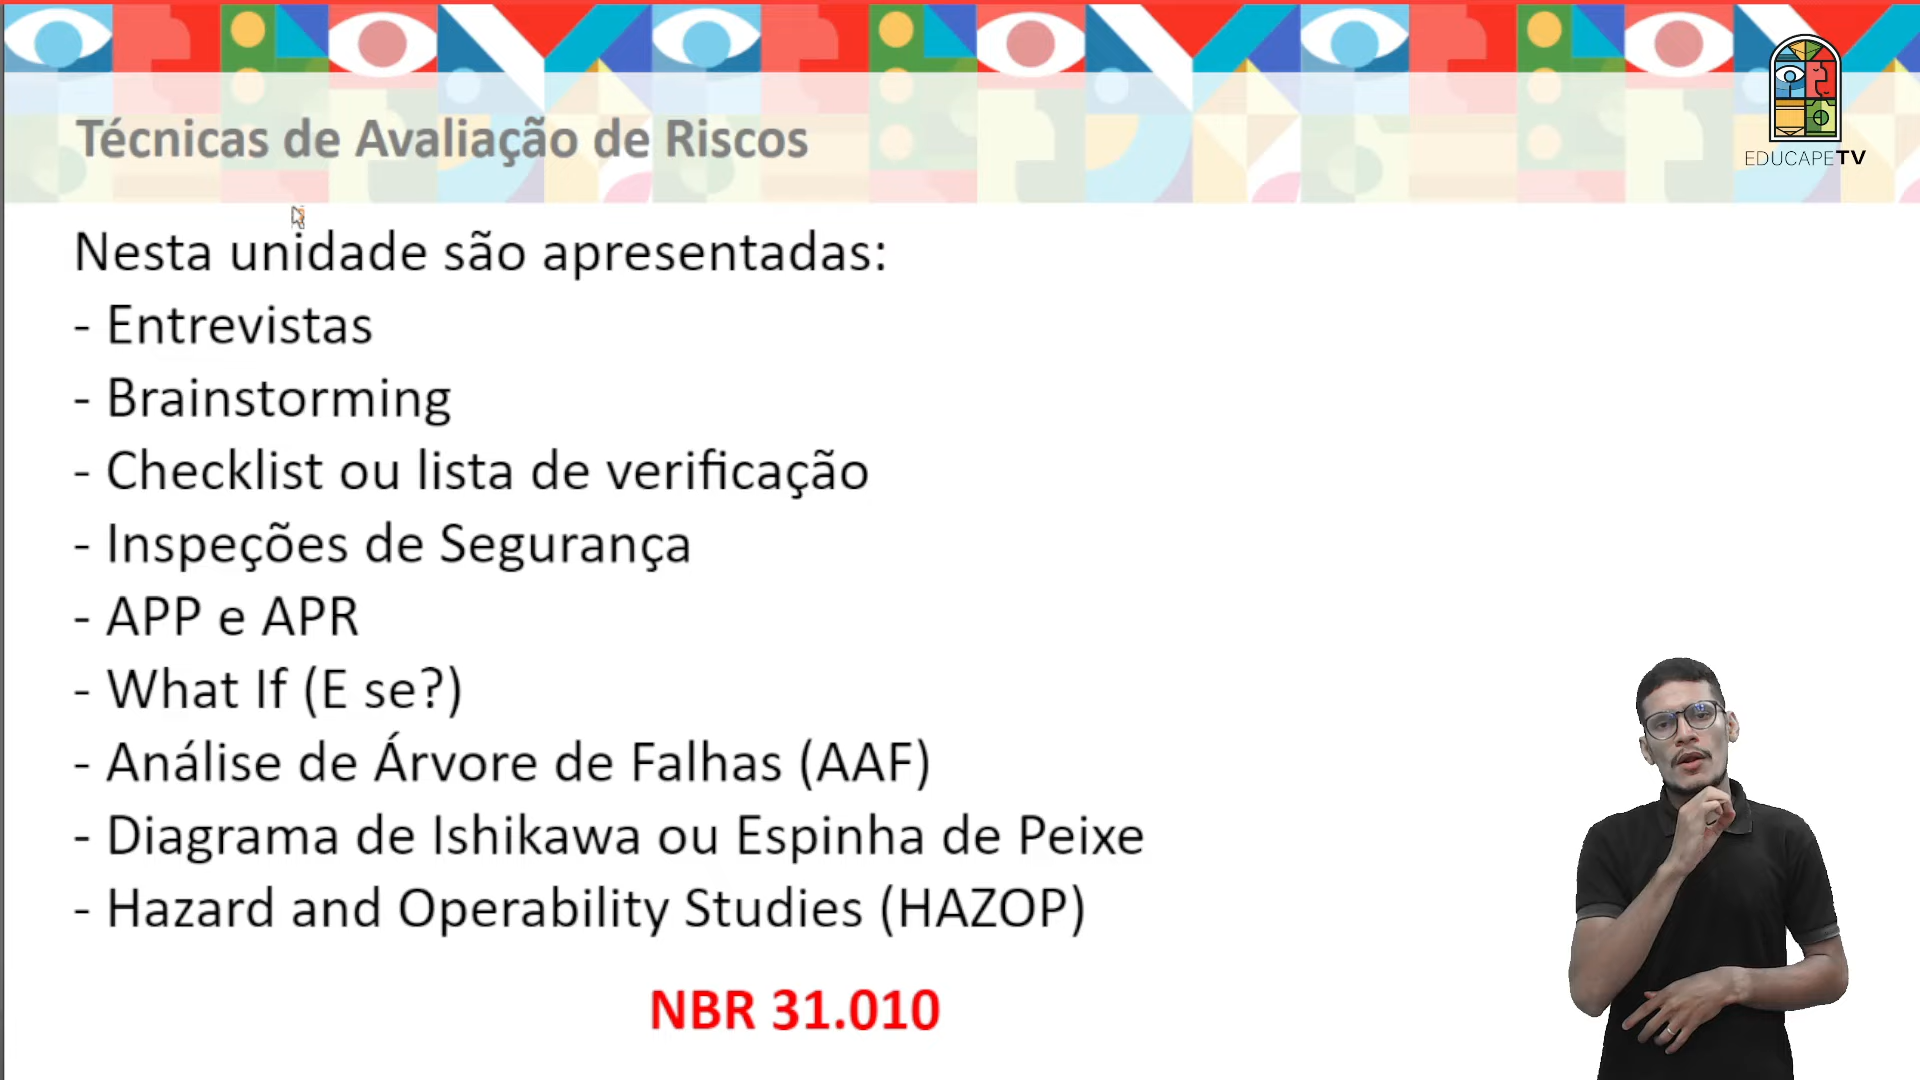 EDUCAPETV
Técnicas de Avaliação de Riscos
Nesta unidade são apresentadas:
- Entrevistas
- Brainstorming
- Checklist ou lista de verificação
- Inspeções de Segurança
- APP e APR
- What If (E se?)
- Análise de Árvore de Falhas (AAF)
- Diagrama de Ishikawa ou Espinha de Peixe
- Hazard and Operability Studies (HAZOP)
NBR 31.010